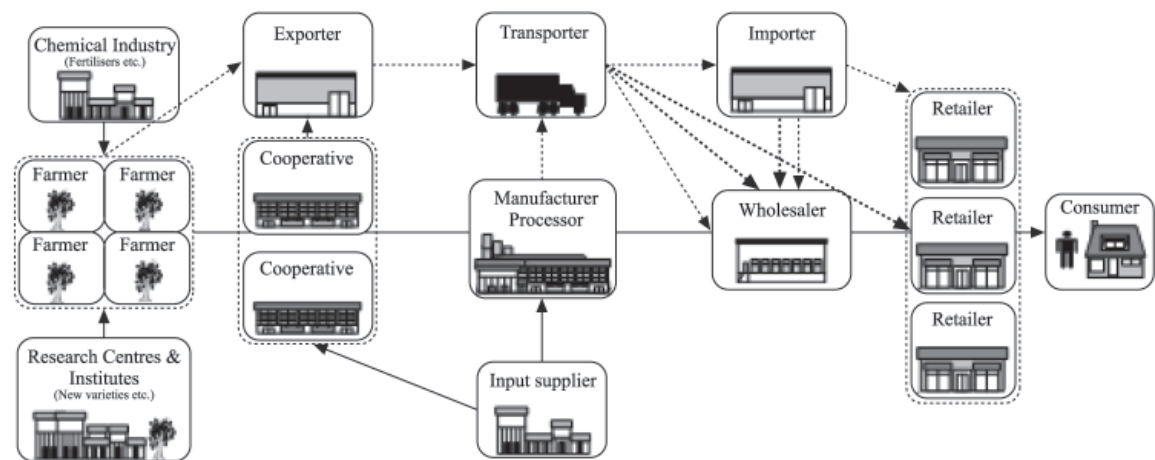 Chemical Industry
(Fertilisers etc.)
Exporter
Transporter
Importer
Retailer
Farmer
Farmer
Cooperative
Manufacturer
Processor
Wholesaler
Retailer
Consumer
Farmer
Farmer
Cooperative
Retailer
Research Centres &
Institutes
(New varieties etc.)
Input supplier